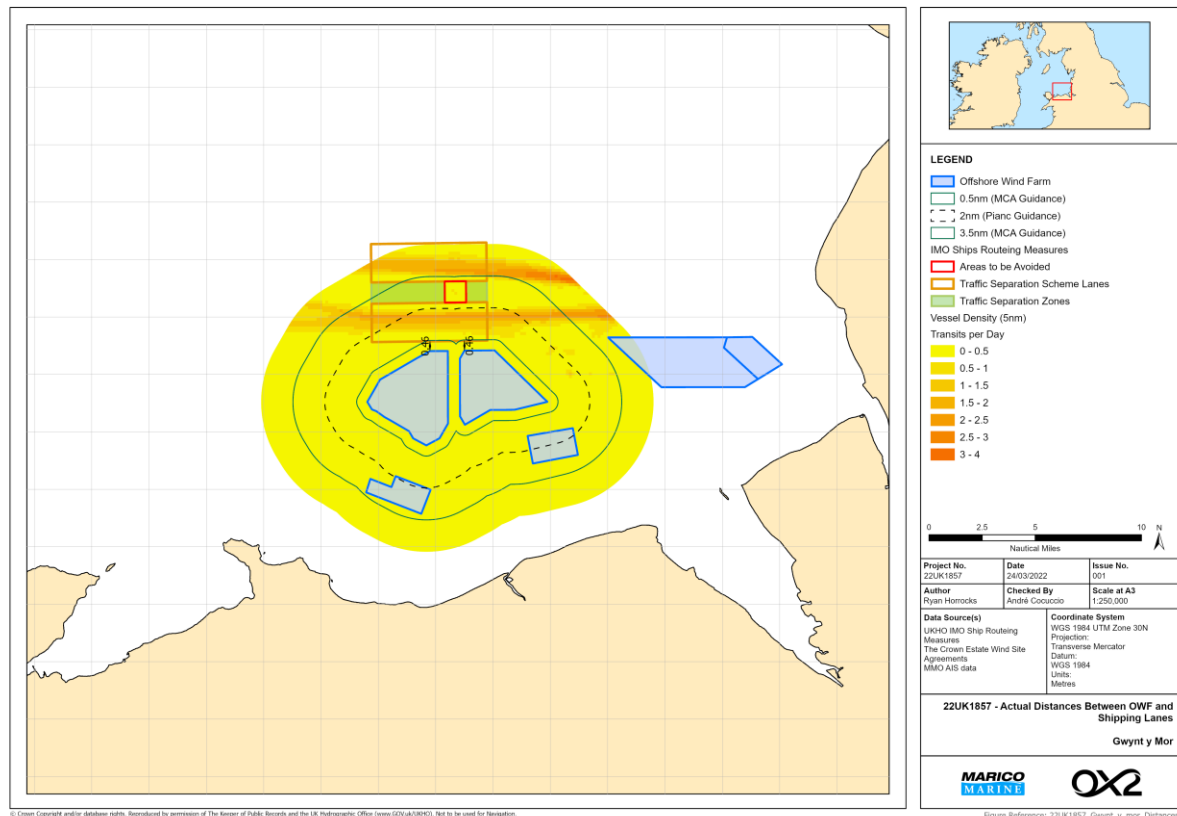 0.46
0.46
LEGEND
Offshore Wind Farm
0.5nm (MCA Guidance)
2nm (Pianc Guidance)
3.5nm (MCA Guidance)
IMO Ships Routeing Measures
Areas to be Avoided
Traffic Separation Scheme Lanes
Traffic Separation Zones
Vessel Density (5nm)
Transits per Day
0 - 0.5
0.5 - 1
1 - 1.5
1.5 - 2
2 - 2.5
2.5 - 3
3 - 4
0 2.5 5 10 N
Nautical Miles
Project No. Date Issue No.
22UK1857 24/03/2022 001
Author Checked By Scale at A3
Ryan Horrocks André Cocuccio 1:250,000
Data Source(s)
UKHO IMO Ship Routeing
Measures
The Crown Estate Wind Site
Agreements
MMO AIS data
Coordinate System
WGS 1984 UTM Zone 30N
Projection:
Transverse Mercator
Datum:
WGS 1984
Units:
Metres
22UK1857 - Actual Distances Between OWF and
Shipping Lanes
Gwynt y Mor
MARICO
MARINE
OX2
© Crown Copyright and/or database rights. Reproduced by permission of The Keeper of Public Records and the UK Hydrographic Office (www.GOV.uk/UKHO). Not to be used for Navigation.
Figure Reference: 22UK1857_Gwynt_y_mor_Distances